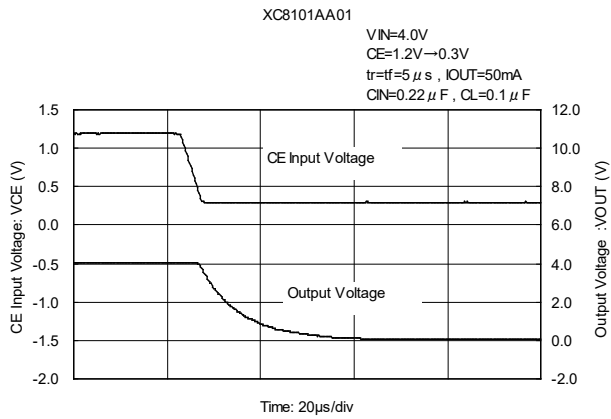 XC8101AA01
VIN=4.0V
CE=1.2V→0.3V
tr=tf=5μs , IOUT=50mA
CIN=0.22μF , CL=0.1μF
1.5
1.0
0.5
0.0
-0.5
-1.0
-1.5
-2.0
CE Input Voltage: VCE (V)
CE Input Voltage
Output Voltage
12.0
10.0
8.0
6.0
4.0
2.0
0.0
-2.0
Output Voltage :VOUT (V)
Time: 20μs/div